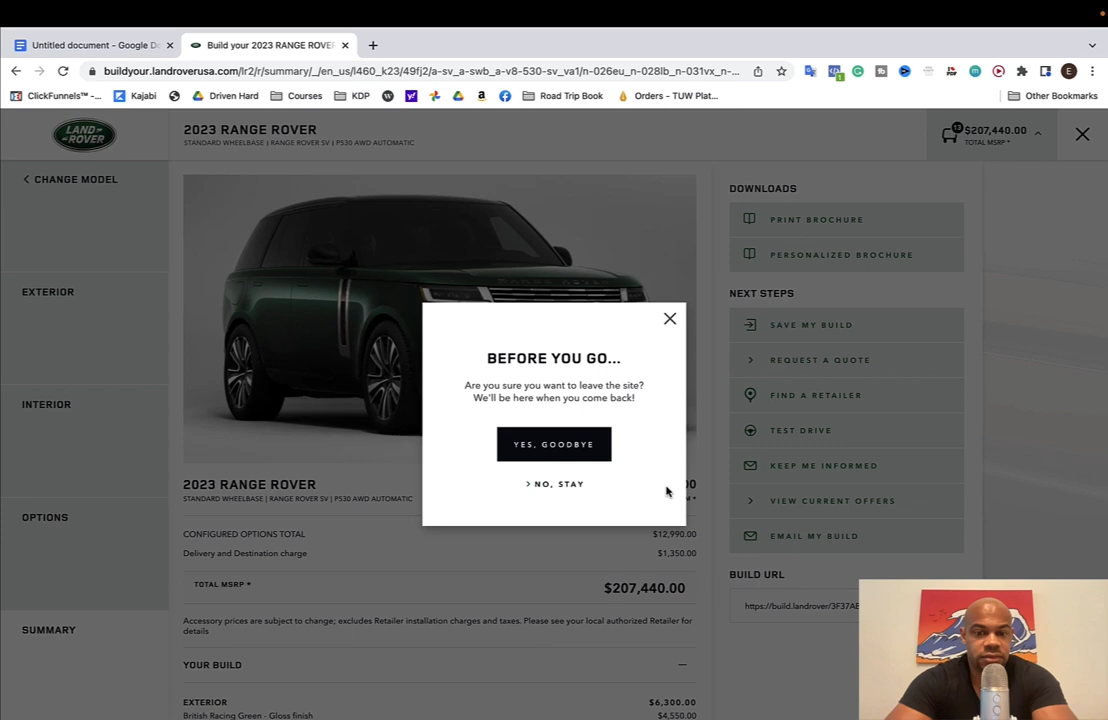 Untitled document - Google Do
Build your 2023 RANGE ROVER
buildyour.landroverusa.com/lr2/r/summary/_/en_us/l460_k23/49fj2/a-sv_a-swb_a-v8-530-sv_va1/n-026eu_n-028lb_n-031vx_n-...
E
ClickFunnels™ -...
Kajabi
Driven Hard
Courses
KDP
Road Trip Book
Orders - TUW Plat...
Other Bookmarks
LAND-
-ROVER
2023 RANGE ROVER
STANDARD WHEELBASE | RANGE ROVER SV | P530 AWD AUTOMATIC
13
$207,440.00
TOTAL MSRP *
CHANGE MODEL
EXTERIOR
INTERIOR
OPTIONS
SUMMARY
BEFORE YOU GO...
Are you sure you want to leave the site?
We'll be here when you come back!
YES, GOODBYE
> NO, STAY
2023 RANGE ROVER
STANDARD WHEELBASE | RANGE ROVER SV | P530 AWD AUTOMATIC
CONFIGURED OPTIONS TOTAL
$12,990.00
Delivery and Destination charge
$1,350.00
TOTAL MSRP *
$207,440.00
Accessory prices are subject to change; excludes Retailer installation charges and taxes. Please see your local authorized Retailer for
details
YOUR BUILD
EXTERIOR
$6,300.00
British Racing Green - Gloss finish
$4,550.00
DOWNLOADS
PRINT BROCHURE
PERSONALIZED BROCHURE
NEXT STEPS
SAVE MY BUILD
REQUEST A QUOTE
FIND A RETAILER
TEST DRIVE
KEEP ME INFORMED
VIEW CURRENT OFFERS
EMAIL MY BUILD
BUILD URL
https://build.landrover/3F37AE